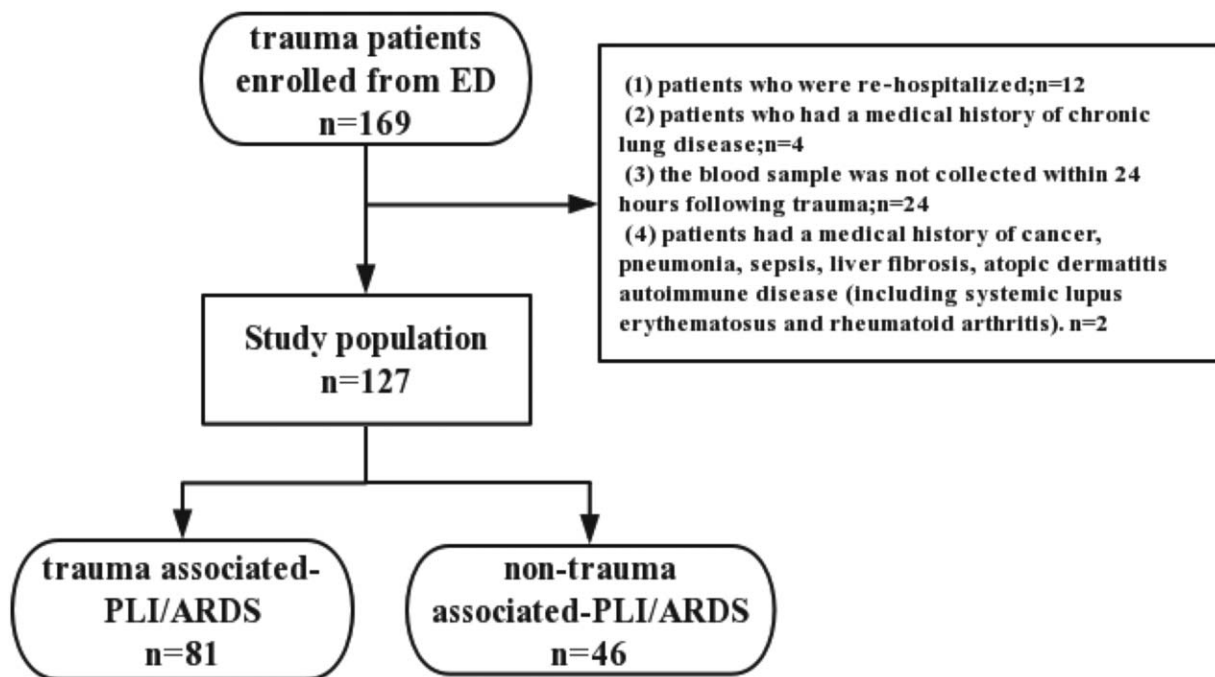 trauma patients
enrolled from ED
n=169
(1) patients who were re-hospitalized;n=12
(2) patients who had a medical history of chronic
lung disease;n=4
(3) the blood sample was not collected within 24
hours following trauma;n=24
(4) patients had a medical history of cancer,
pneumonia, sepsis, liver fibrosis, atopic dermatitis
autoimmune disease (including systemic lupus
erythematosus and rheumatoid arthritis). n=2
Study population
n=127
trauma associated-
PLI/ARDS
n=81
non-trauma
associated-PLI/ARDS
n=46